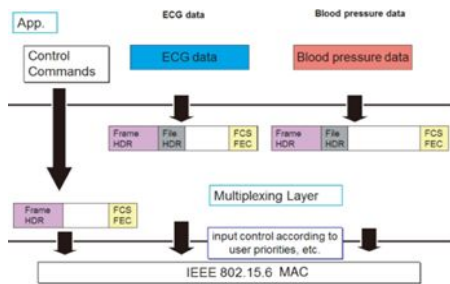 App.
ECG data
Blood pressure data
Control
Commands
ECG data
Blood pressure data
Frame
HDR
File
HDR
FCS
FEC
Frame
HDR
File
HDR
FCS
FEC
Frame
HDR
FCS
FEC
Multiplexing Layer
input control according to
user priorities, etc.
IEEE 802.15.6 MAC